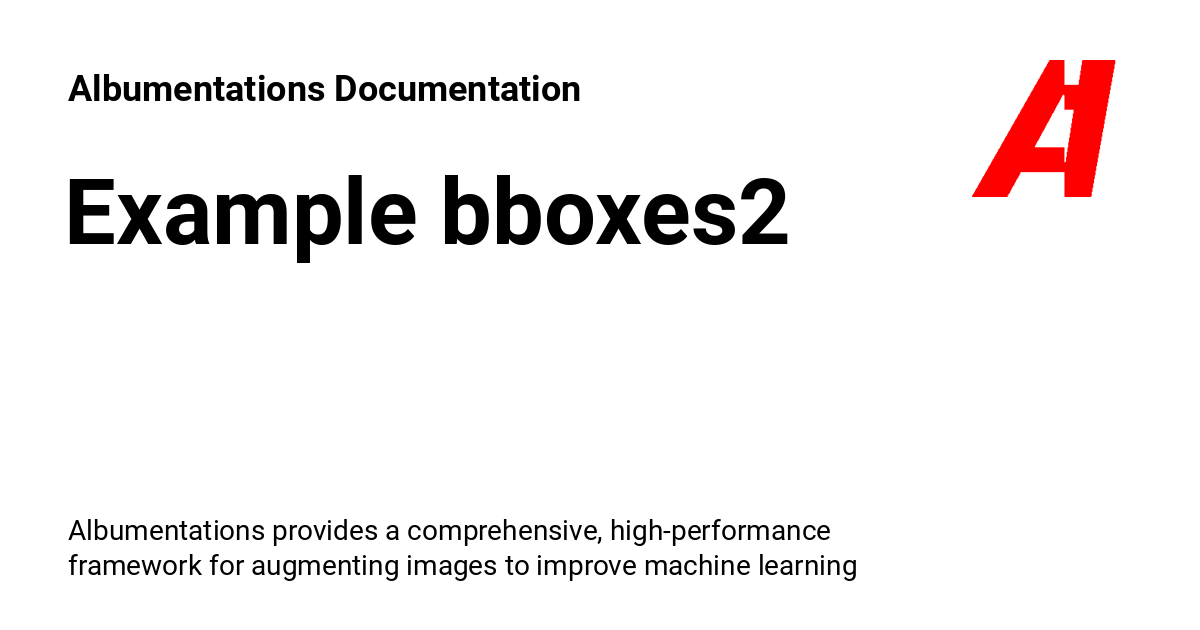 Albumentations Documentation
Example bboxes2
Albumentations provides a comprehensive, high-performance
framework for augmenting images to improve machine learning